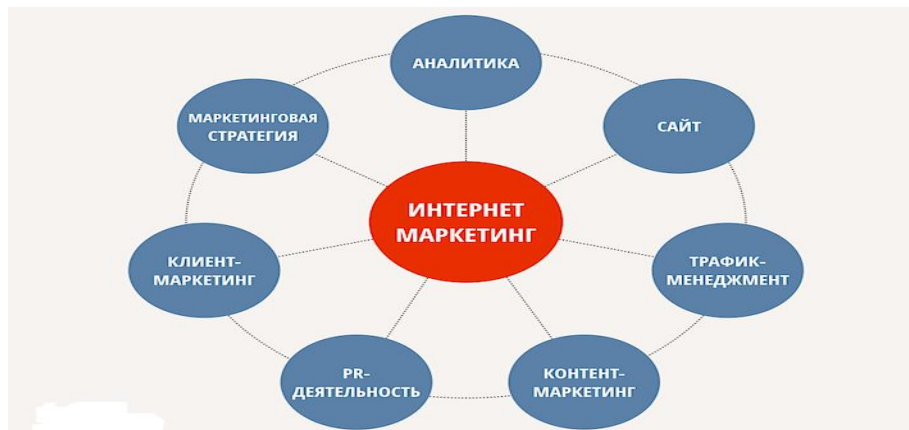 АНАЛИТИКА
МАРКЕТИНГОВАЯ
СТРАТЕГИЯ
САЙТ
ИНТЕРНЕТ
МАРКЕТИНГ
КЛИЕНТ-
МАРКЕТИНГ
ТРАФИК-
МЕНЕДЖМЕНТ
PR-
ДЕЯТЕЛЬНОСТЬ
КОНТЕНТ-
МАРКЕТИНГ